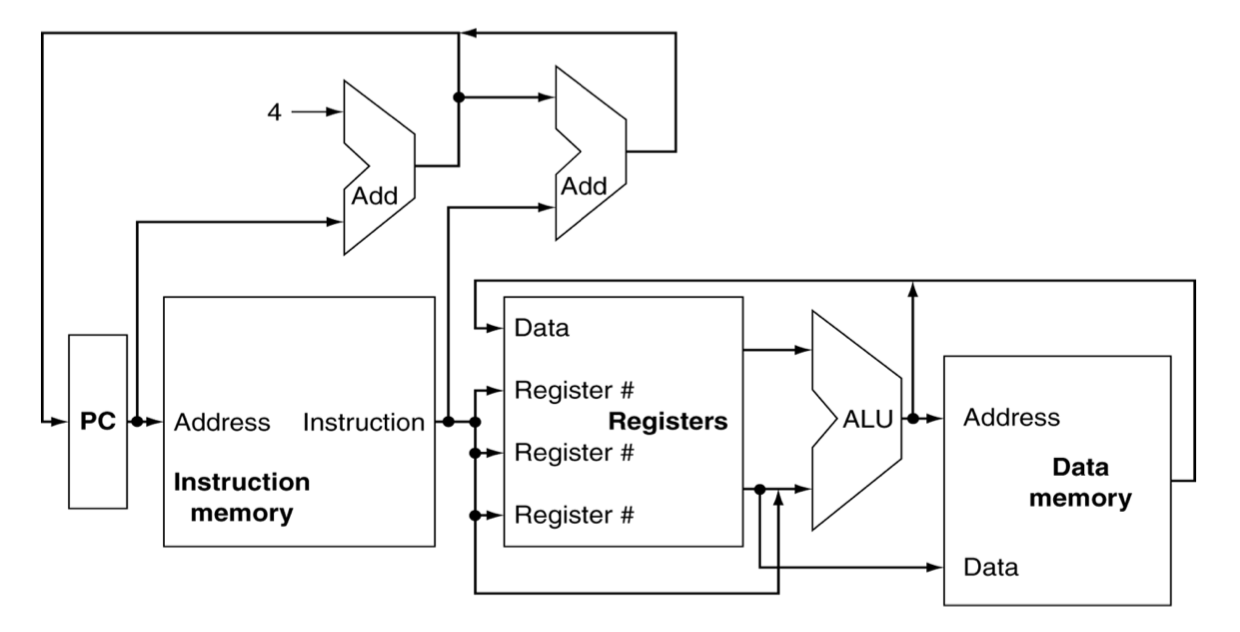 4
Add
Add
PC
Address
Instruction
Instruction
memory
Data
Register #
Registers
Register #
Register #
ALU
Address
Data
memory
Data